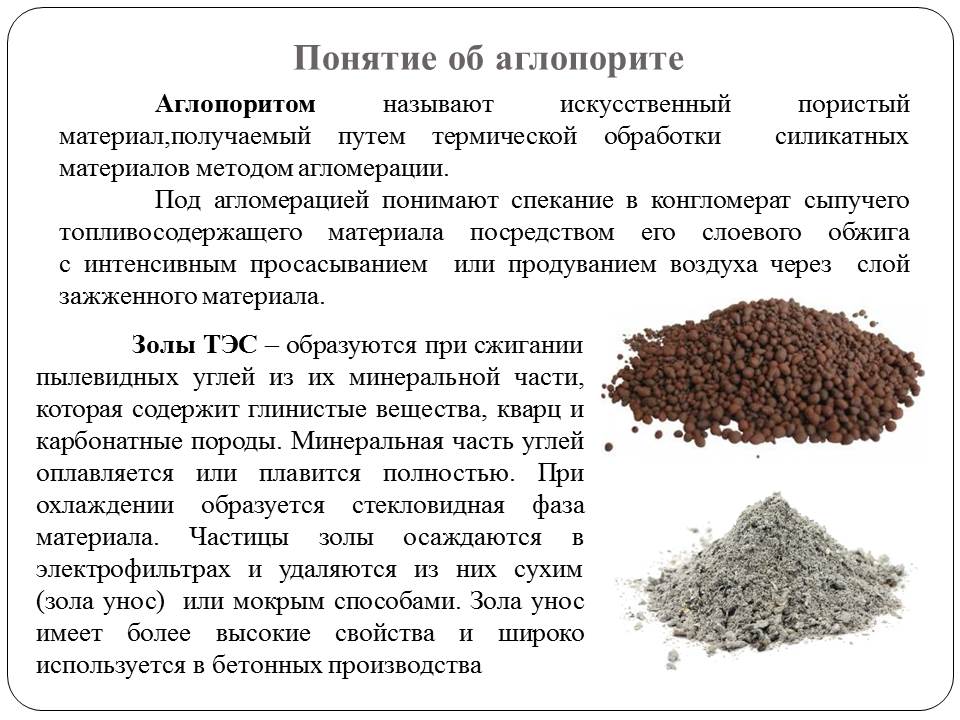 Понятие об аглопорите
Аглопоритом называют искусственный пористый
материал,получаемый путем термической обработки силикатных
материалов методом агломерации.
Под агломерацией понимают спекание в конгломерат сыпучего
топливосодержащего материала посредством его слоевого обжига
с интенсивным просасыванием или продуванием воздуха через слой
зажженного материала.
Золы ТЭС – образуются при сжигании
пылевидных углей из их минеральной части,
которая содержит глинистые вещества, кварц и
карбонатные породы. Минеральная часть углей
оплавляется или плавится полностью. При
охлаждении образуется стекловидная фаза
материала. Частицы золы осаждаются в
электрофильтрах и удаляются из них сухим
(зола унос) или мокрым способами. Зола унос
имеет более высокие свойства и широко
используется в бетонных производства